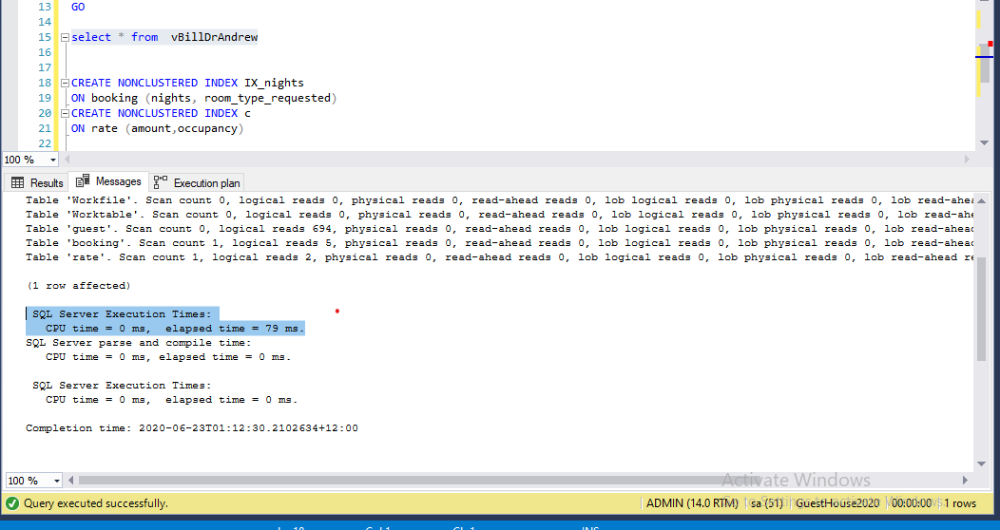 13 GO
14
15 select * from  vBillDrAndrew
16
17
18 CREATE NONCLUSTERED INDEX IX_nights
19 ON booking (nights, room_type_requested)
20 CREATE NONCLUSTERED INDEX c
21 ON rate (amount,occupancy)
22
100 %
Results Messages Execution plan
Table 'Workfile'. Scan count 0, logical reads 0, physical reads 0, read-ahead reads 0, lob logical reads 0, lob physical reads 0, lob read-ahea
Table 'Worktable'. Scan count 0, logical reads 0, physical reads 0, read-ahead reads 0, lob logical reads 0, lob physical reads 0, lob read-ah
Table 'guest'. Scan count 0, logical reads 694, physical reads 0, read-ahead reads 0, lob logical reads 0, lob physical reads 0, lob read-ahead
Table 'booking'. Scan count 1, logical reads 5, physical reads 0, read-ahead reads 0, lob logical reads 0, lob physical reads 0, lob read-ahead
Table 'rate'. Scan count 1, logical reads 2, physical reads 0, read-ahead reads 0, lob logical reads 0, lob physical reads 0, lob read-ahead re
(1 row affected)
SQL Server Execution Times:
CPU time = 0 ms,  elapsed time = 79 ms.
SQL Server parse and compile time:
CPU time = 0 ms, elapsed time = 0 ms.
SQL Server Execution Times:
CPU time = 0 ms,  elapsed time = 0 ms.
Completion time: 2020-06-23T01:12:30.2102634+12:00
100 %
Activate Windows
Query executed successfully. ADMIN (14.0 RTM) sa (51) GuestHouse2020 00:00:00 1 rows